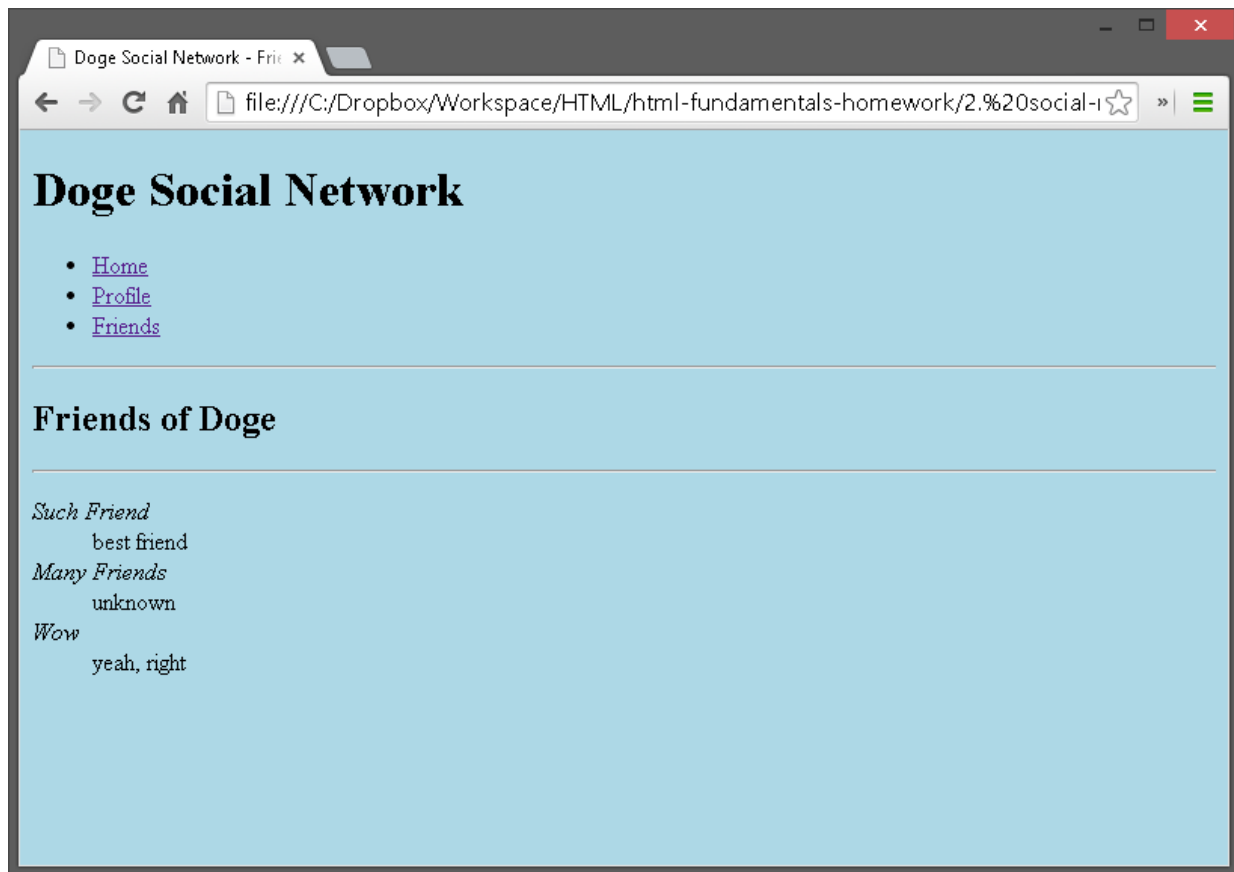 Doge Social Network - Frie
file:///C:/Dropbox/Workspace/HTML/html-fundamentals-homework/2.%20social-
Doge Social Network
Home
Profile
Friends
Friends of Doge
Such Friend
best friend
Many Friends
unknown
Wow
yeah, right